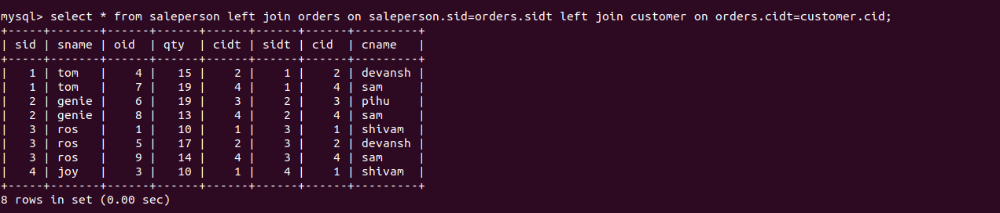 mysql> select * from saleperson left join orders on saleperson.sid=orders.sidt left join customer on orders.cidt=customer.cid;
+-----+-------+------+------+------+------+------+---------+
| sid | sname | oid  | qty  | cidt | sidt | cid  | cname   |
+-----+-------+------+------+------+------+------+---------+
|   1 | tom   |    4 |   15 |    2 |    1 |    2 | devansh |
|   1 | tom   |    7 |   19 |    4 |    1 |    4 | sam     |
|   2 | genie |    6 |   19 |    3 |    2 |    3 | pihu    |
|   2 | genie |    8 |   13 |    4 |    2 |    4 | sam     |
|   3 | ros   |    1 |   10 |    1 |    3 |    1 | shivam  |
|   3 | ros   |    5 |   17 |    2 |    3 |    2 | devansh |
|   3 | ros   |    9 |   14 |    4 |    3 |    4 | sam     |
|   4 | joy   |    3 |   10 |    1 |    4 |    1 | shivam  |
+-----+-------+------+------+------+------+------+---------+
8 rows in set (0.00 sec)